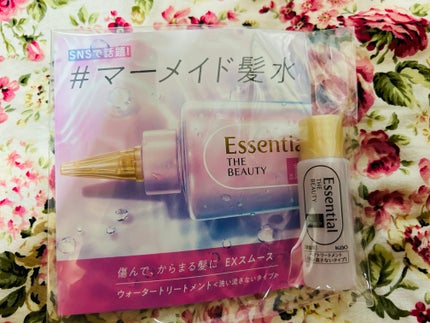 SNSで話題!
#マーメイド髪水
Essential
THE
BEAUTY
傷んで、からまる髪に EXスムース
ウォータートリートメント<洗い流さないタイプ>
Essential
THE
BEAUTY
Kao